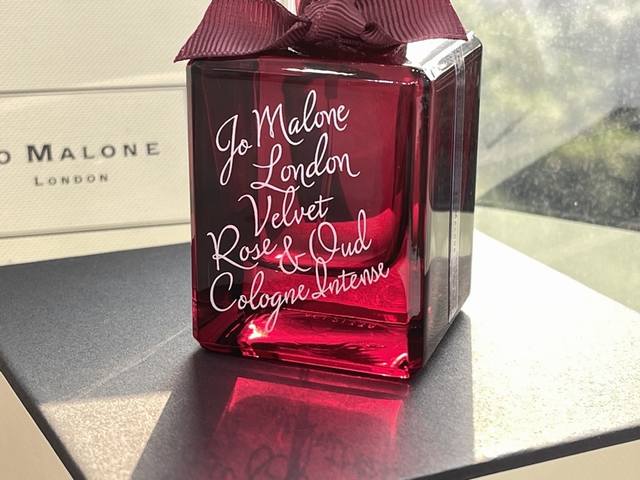 o MALONE
LONDON
Jo Malone
London
Velvet
Rose & Oud
Cologne Intense